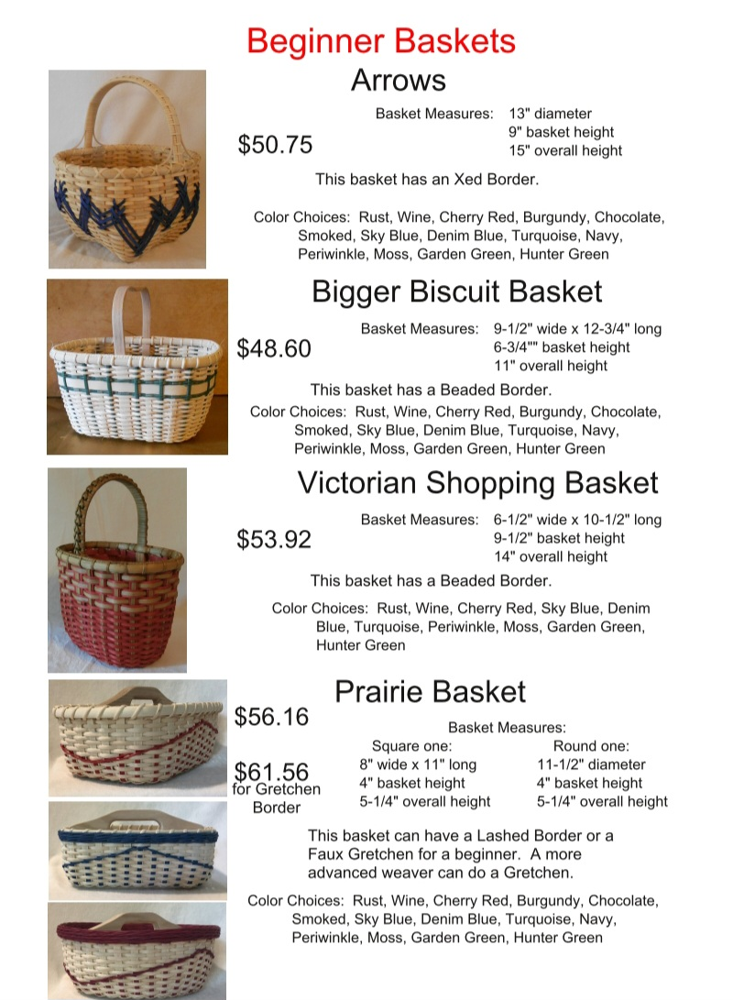 Beginner Baskets
Arrows
Basket Measures: 13" diameter
9" basket height
$50.75
15" overall height
This basket has an Xed Border.
Color Choices: Rust, Wine, Cherry Red, Burgundy, Chocolate,
Smoked, Sky Blue, Denim Blue, Turquoise, Navy,
Periwinkle, Moss, Garden Green, Hunter Green
Bigger Biscuit Basket
Basket Measures: 9-1/2" wide x 12-3/4" long
$48.60
6-3/4"" basket height
11" overall height
This basket has a Beaded Border.
Color Choices: Rust, Wine, Cherry Red, Burgundy, Chocolate,
Smoked, Sky Blue, Denim Blue, Turquoise, Navy,
Periwinkle, Moss, Garden Green, Hunter Green
Victorian Shopping Basket
Basket Measures: 6-1/2" wide x 10-1/2" long
$53.92
9-1/2" basket height
14" overall height
This basket has a Beaded Border.
Color Choices: Rust, Wine, Cherry Red, Sky Blue, Denim
Blue, Turquoise, Periwinkle, Moss, Garden Green,
Hunter Green
Prairie Basket
$56.16
Basket Measures:
Square one: Round one:
8" wide x 11" long 11-1/2" diameter
$61.56
4" basket height 4" basket height
for Gretchen
Border
5-1/4" overall height 5-1/4" overall height
This basket can have a Lashed Border or a
Faux Gretchen for a beginner. A more
advanced weaver can do a Gretchen.
Color Choices: Rust, Wine, Cherry Red, Burgundy, Chocolate,
Smoked, Sky Blue, Denim Blue, Turquoise, Navy,
Periwinkle, Moss, Garden Green, Hunter Green